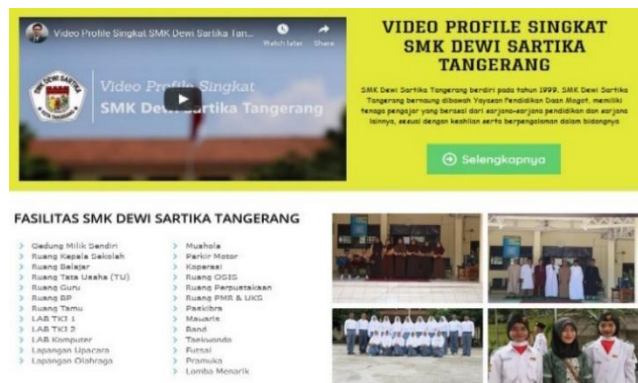 Video Profile Singkat SMK Dewi Sartika Tan...
Watch later
Share
Video Profile Singkat
SMK Dewi Sartika Tangerang
VIDEO PROFILE SINGKAT
SMK DEWI SARTIKA
TANGERANG
SMK Dewi Sartika Tangerang berdiri pada tahun 1999. SMK Dewi Sartika
Tangerang bernaung dibawah Yayasan Pendidikan Daan Mogot, memiliki
tenaga pengajar yang berasal dari sarjana-sarjana pendidikan dan sarjana
lainnya, sesuai dengan keahlian serta berpengalaman dalam bidangnya
Selengkapnya
FASILITAS SMK DEWI SARTIKA TANGERANG
Gedung Milik Sendiri
Ruang Kepala Sekolah
Ruang Belajar
Ruang Tata Usaha (TU)
Ruang Guru
Ruang BP
Ruang Tamu
LAB TKJ 1
LAB TKJ 2
LAB Komputer
Lapangan Upacara
Lapangan Olahraga
Mushola
Parkir Motor
Koperasi
Ruang OSIS
Ruang Perpustakaan
Ruang PMR & UKS
Paskibra
Mawaris
Band
Taekwondo
Futsal
Pramuka
Lomba Menarik